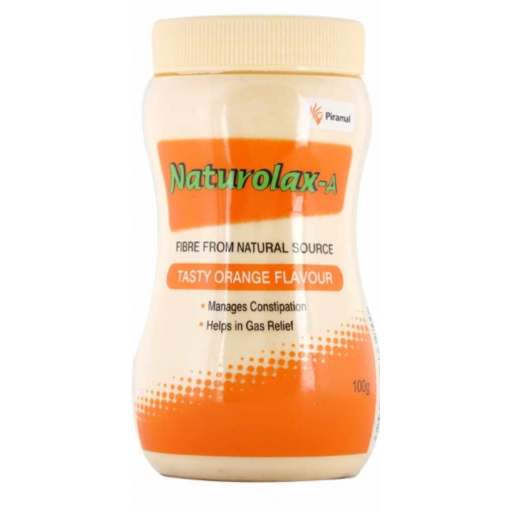 Piramal
Naturolax-A
FIBRE FROM NATURAL SOURCE
TASTY ORANGE FLAVOUR
• Manages Constipation
• Helps in Gas Relief
100g